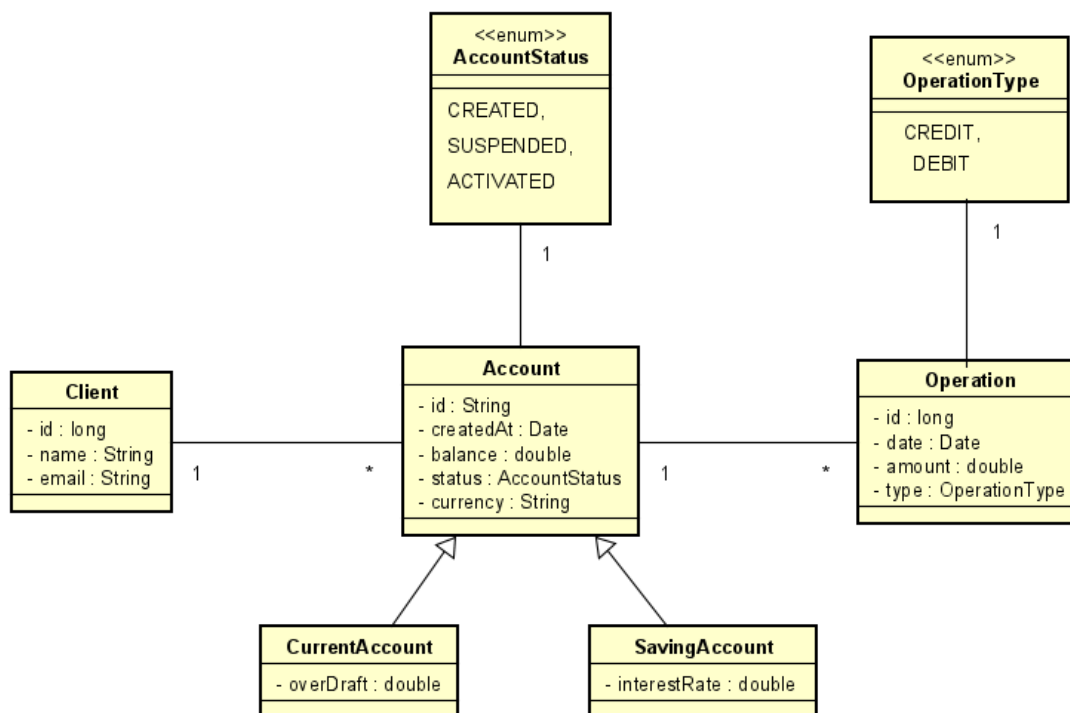 <<enum>>
AccountStatus
CREATED,
SUSPENDED,
ACTIVATED
<<enum>>
OperationType
CREDIT,
DEBIT
1
1
Client
- id : long
- name : String
- email : String
1
*
Account
- id : String
- createdAt : Date
- balance : double
- status : AccountStatus
- currency : String
1
*
Operation
- id : long
- date : Date
- amount : double
- type : OperationType
CurrentAccount
- overDraft : double
SavingAccount
- interestRate : double